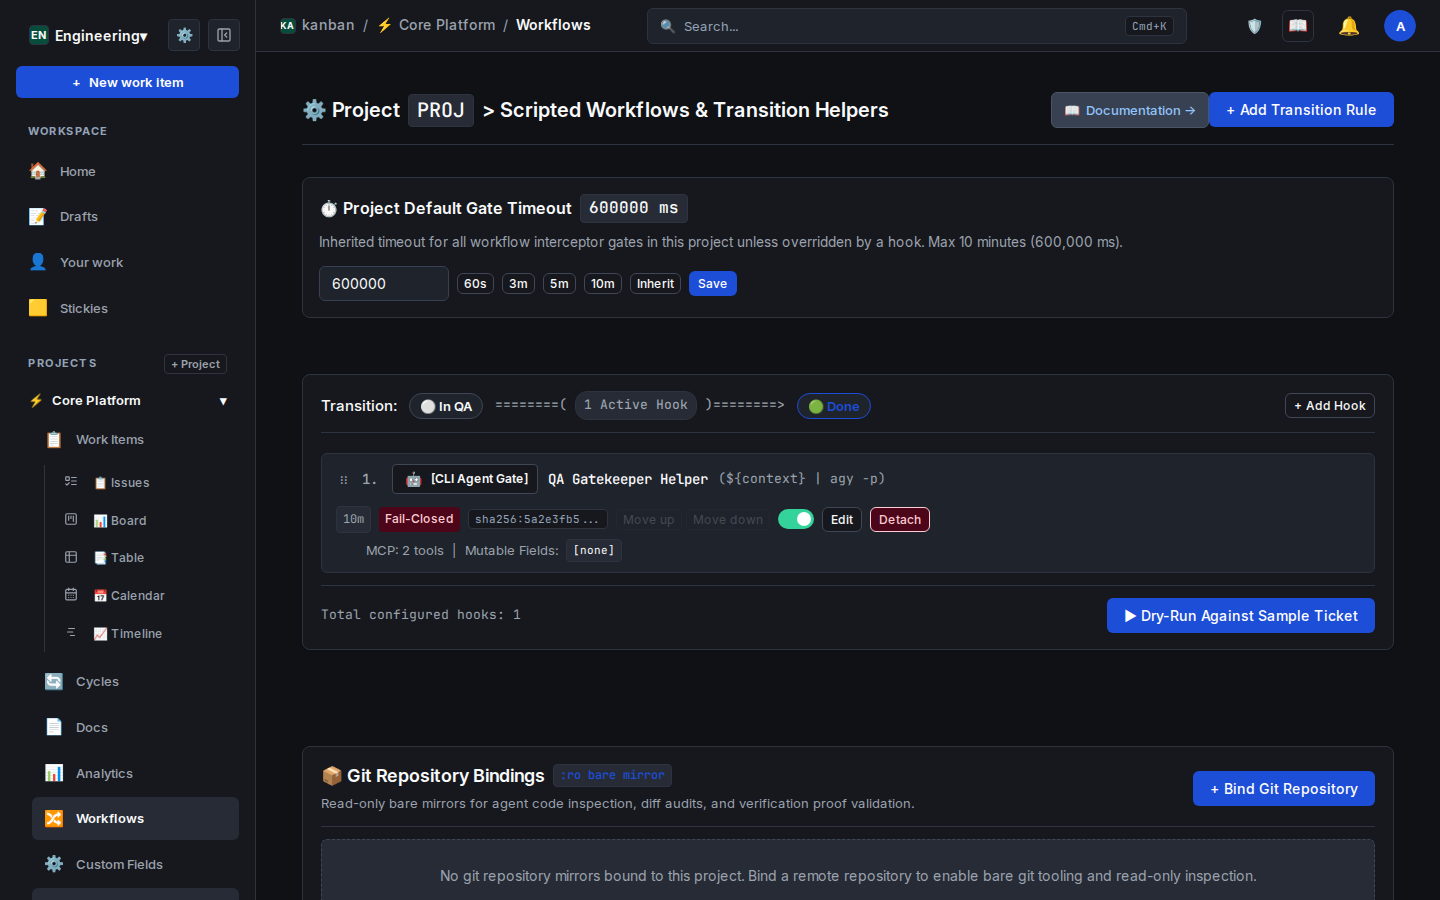 EN Engineering▾
+ New work item
WORKSPACE
Home
Drafts
Your work
Stickies
PROJECTS
+ Project
Core Platform ▾
Work Items
Issues
Board
Table
Calendar
Timeline
Cycles
Docs
Analytics
Workflows
Custom Fields
KA kanban / Core Platform / Workflows
Search... Cmd+K
A
Project PROJ > Scripted Workflows & Transition Helpers
Documentation →
+ Add Transition Rule
Project Default Gate Timeout 600000 ms
Inherited timeout for all workflow interceptor gates in this project unless overridden by a hook. Max 10 minutes (600,000 ms).
600000 60s 3m 5m 10m Inherit Save
Transition: In QA ========( 1 Active Hook )========> Done
+ Add Hook
1. [CLI Agent Gate] QA Gatekeeper Helper (${context} | agy -p)
10m Fail-Closed sha256:5a2e3fb5... Move up Move down Edit Detach
MCP: 2 tools | Mutable Fields: [none]
Total configured hooks: 1
▶ Dry-Run Against Sample Ticket
Git Repository Bindings :ro bare mirror
Read-only bare mirrors for agent code inspection, diff audits, and verification proof validation.
+ Bind Git Repository
No git repository mirrors bound to this project. Bind a remote repository to enable bare git tooling and read-only inspection.